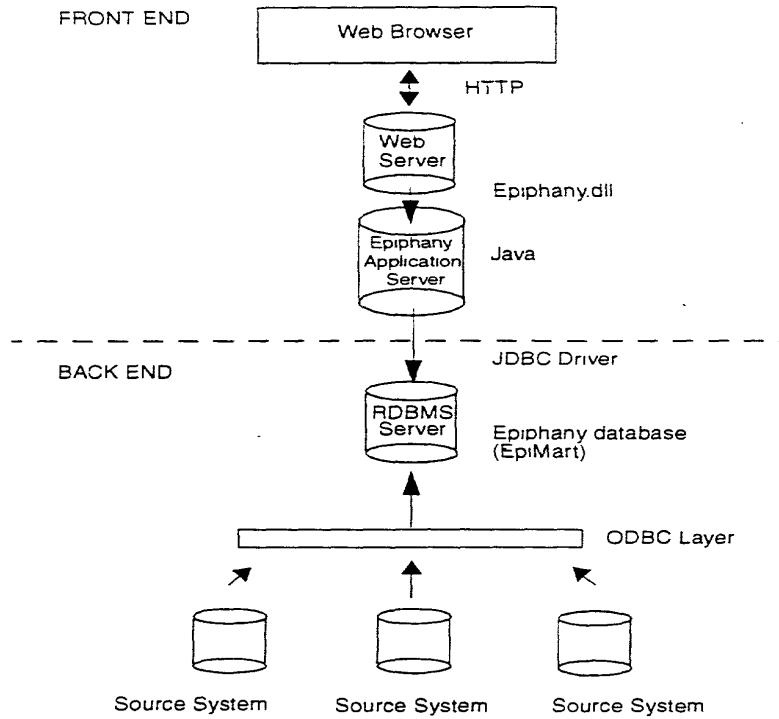 FRONT END
Web Browser
HTTP
Web
Server
Epiphany.dll
Epiphany
Application
Server
Java
JDBC Driver
BACK END
RDBMS
Server
Epiphany database
(EpiMart)
ODBC Layer
Source System
Source System
Source System